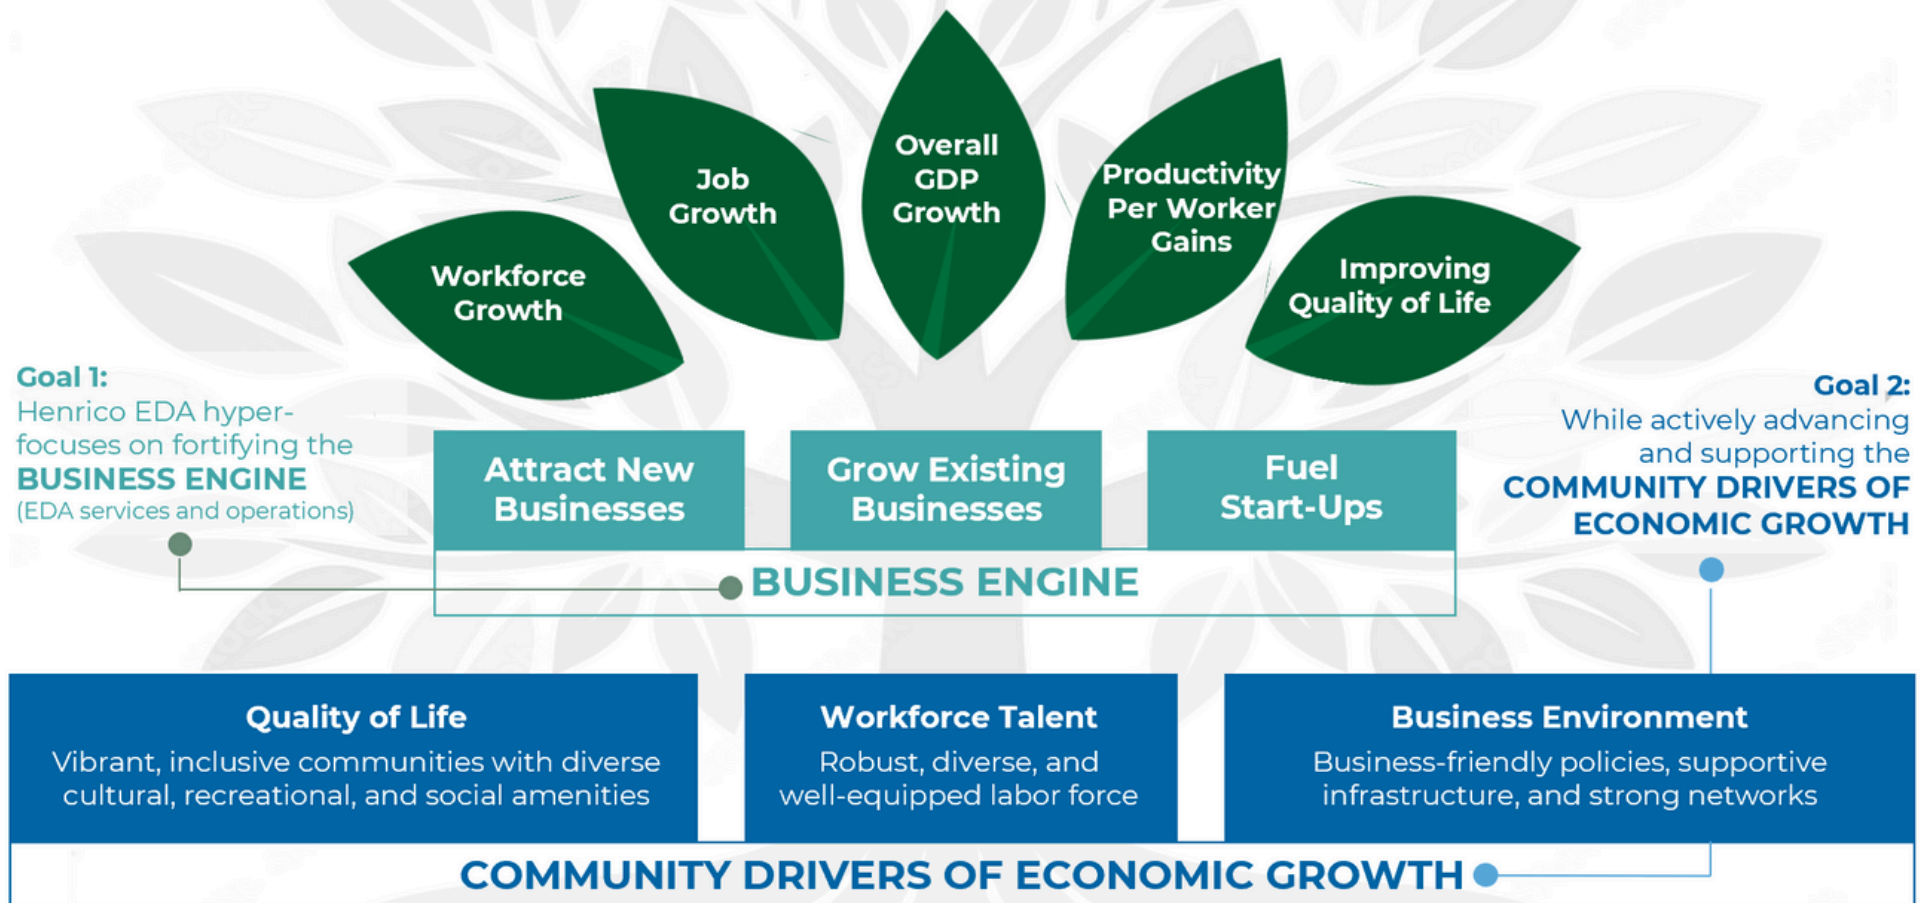 Overall
GDP
Growth
Job
Growth
Productivity
Per Worker
Gains
Workforce
Growth
Improving
Quality of Life
Goal 1:
Henrico EDA hyper-
focuses on fortifying the
BUSINESS ENGINE
(EDA services and operations)
Goal 2:
While actively advancing
and supporting the
COMMUNITY DRIVERS OF
ECONOMIC GROWTH
Attract New
Businesses
Grow Existing
Businesses
Fuel
Start-Ups
BUSINESS ENGINE
Quality of Life
Vibrant, inclusive communities with diverse
cultural, recreational, and social amenities
Workforce Talent
Robust, diverse, and
well-equipped labor force
Business Environment
Business-friendly policies, supportive
infrastructure, and strong networks
COMMUNITY DRIVERS OF ECONOMIC GROWTH